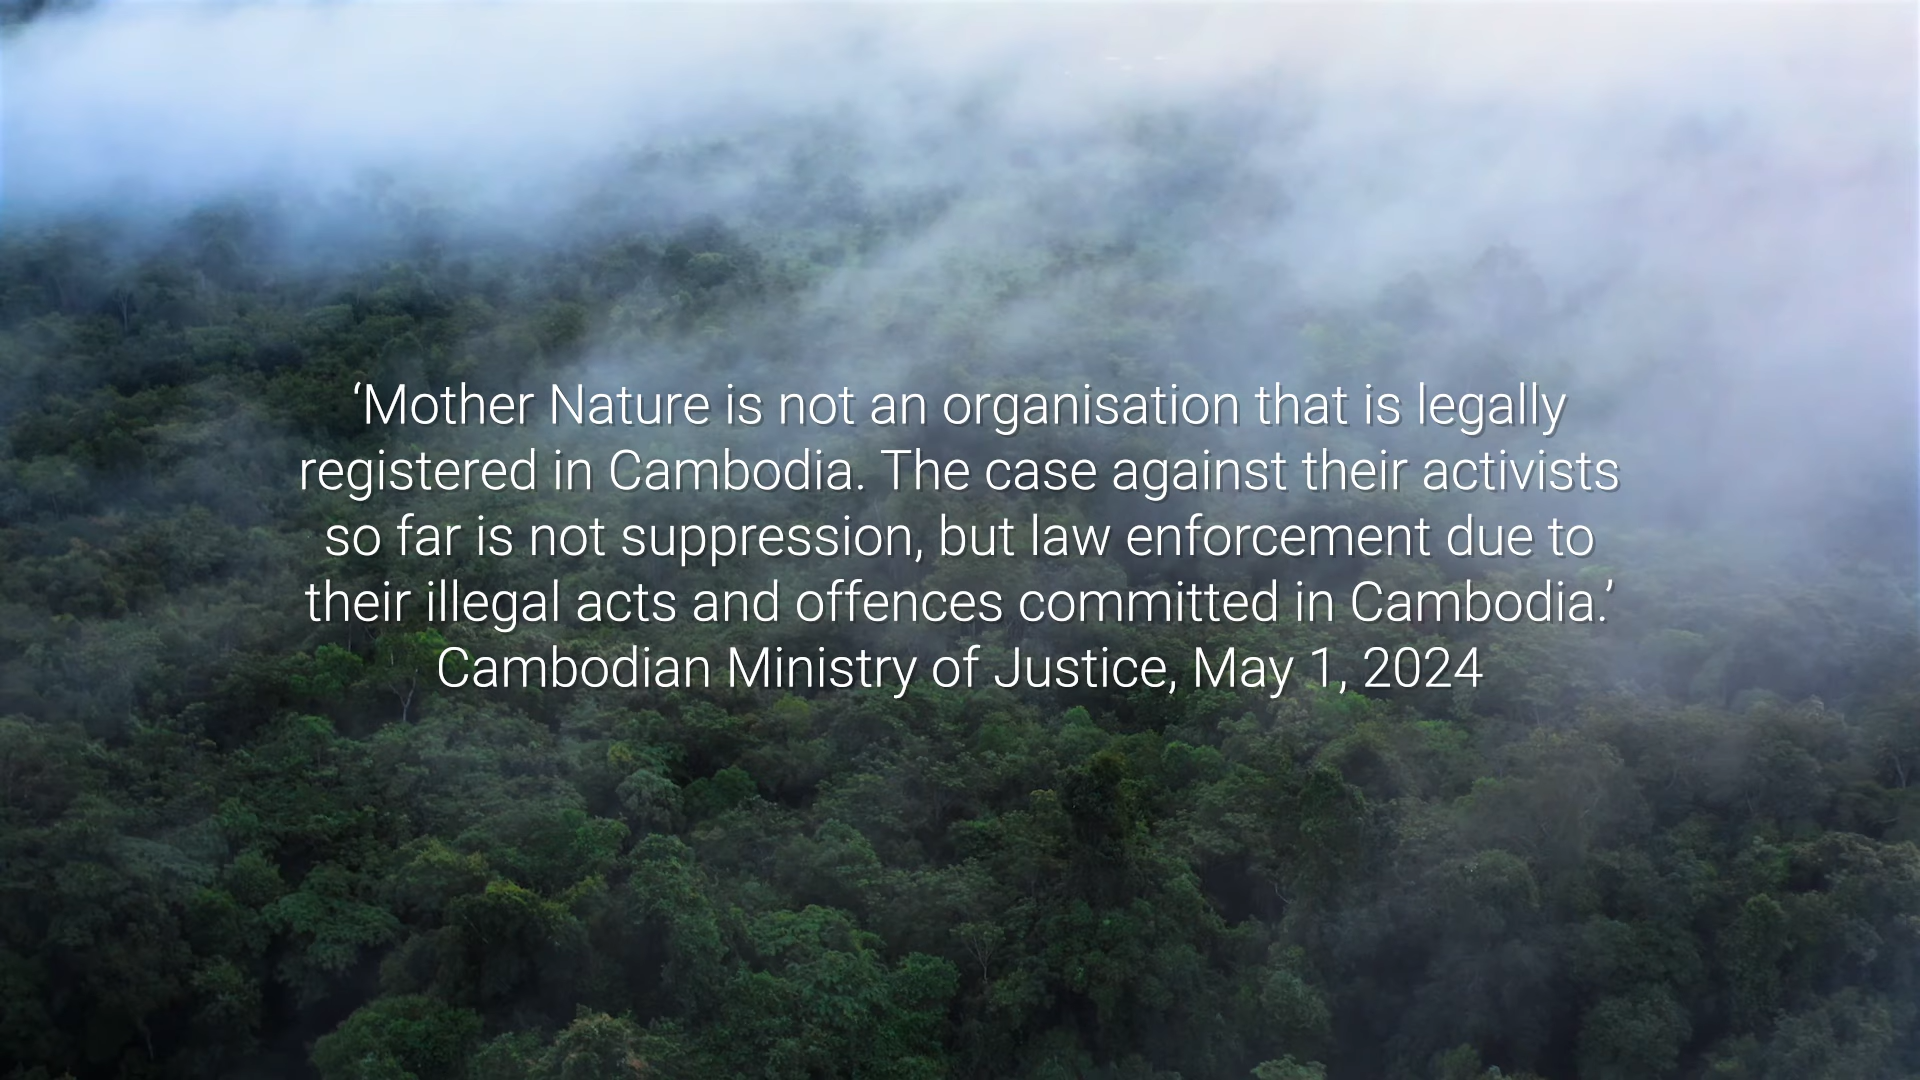 ‘Mother Nature is not an organisation that is legally
registered in Cambodia. The case against their activists
so far is not suppression, but law enforcement due to
their illegal acts and offences committed in Cambodia.’
Cambodian Ministry of Justice, May 1, 2024